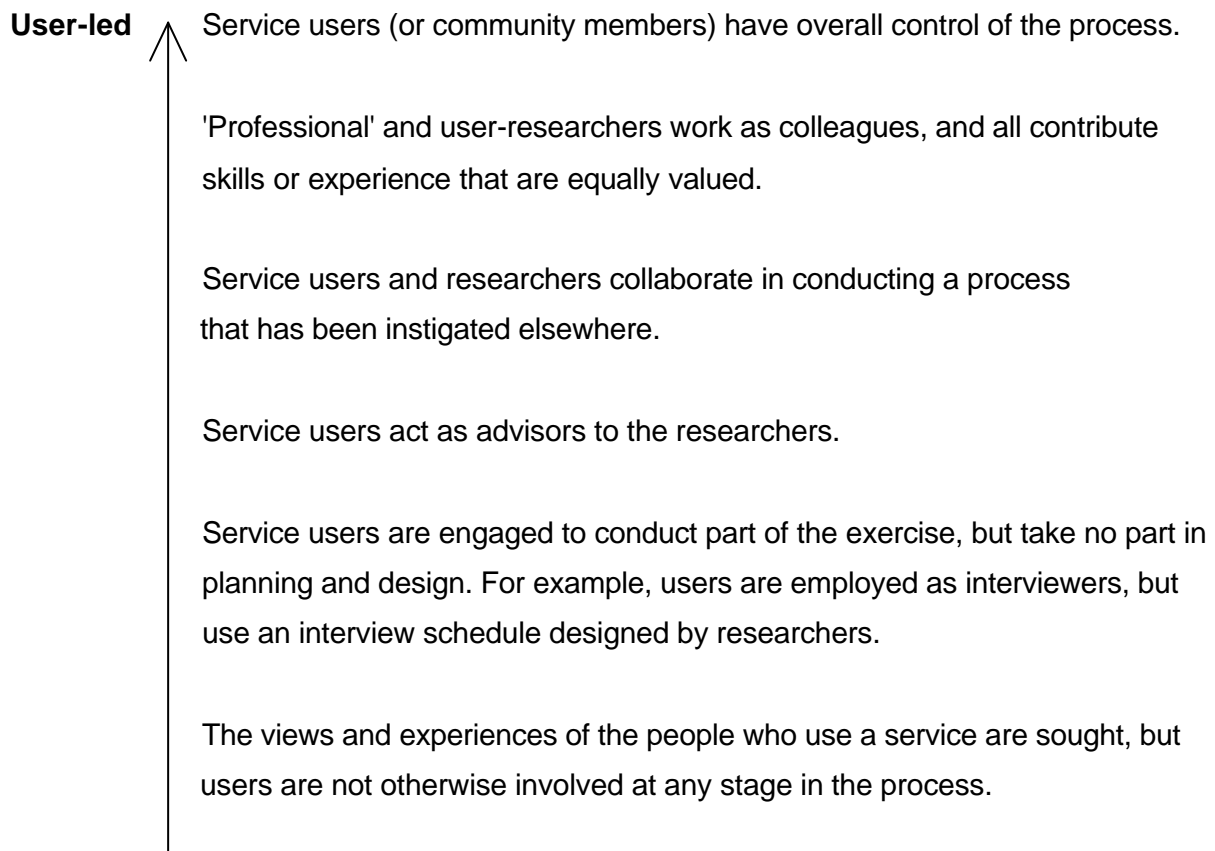 User-led Service users (or community members) have overall control of the process.
'Professional' and user-researchers work as colleagues, and all contribute
skills or experience that are equally valued.
Service users and researchers collaborate in conducting a process
that has been instigated elsewhere.
Service users act as advisors to the researchers.
Service users are engaged to conduct part of the exercise, but take no part in
planning and design. For example, users are employed as interviewers, but
use an interview schedule designed by researchers.
The views and experiences of the people who use a service are sought, but
users are not otherwise involved at any stage in the process.